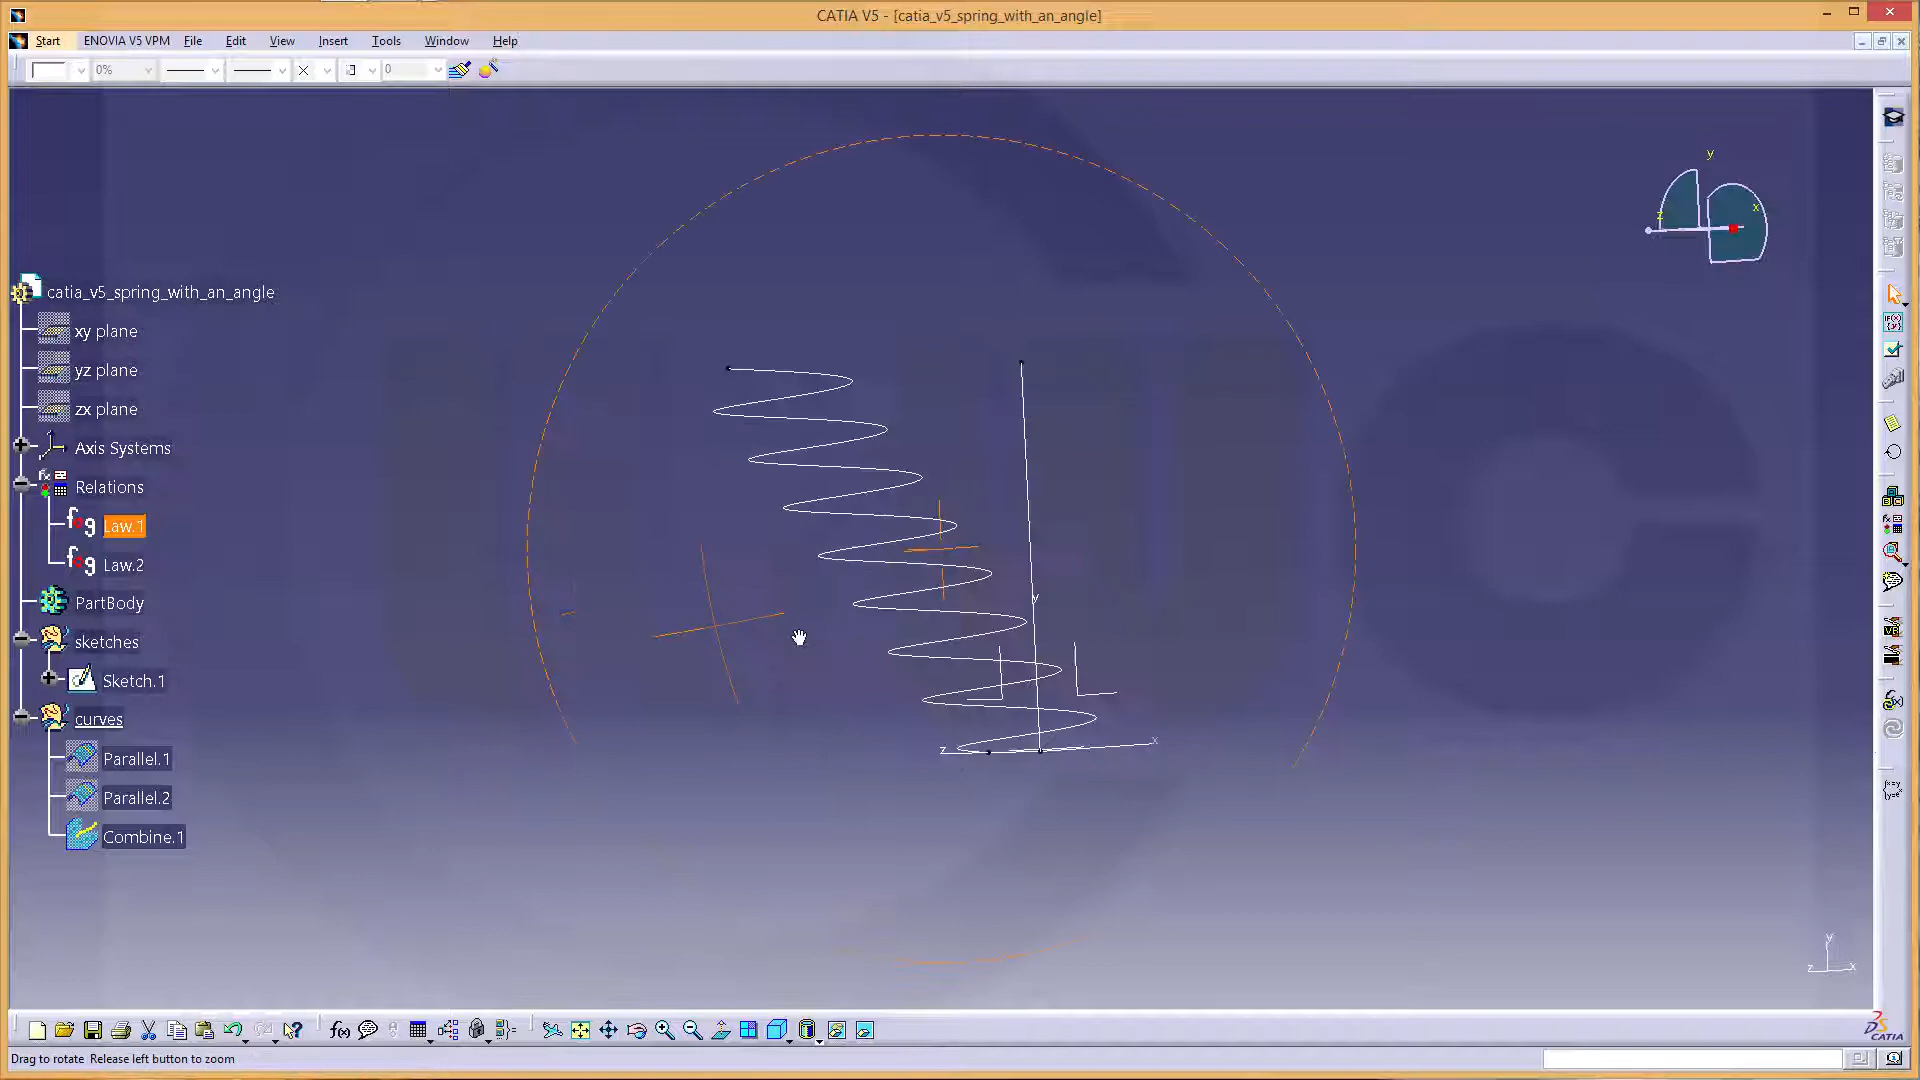 CATIA V5 - [catia_v5_spring_with_an_angle]
Start ENOVIA V5 VPM File Edit View Insert Tools Window Help
0% 0
y
x
z
catia_v5_spring_with_an_angle
xy plane
yz plane
zx plane
Axis Systems
Relations
Law.1
Law.2
PartBody
sketches
Sketch.1
curves
Parallel.1
Parallel.2
Combine.1
y
z x
y
z x
CATIA
Drag to rotate Release left button to zoom